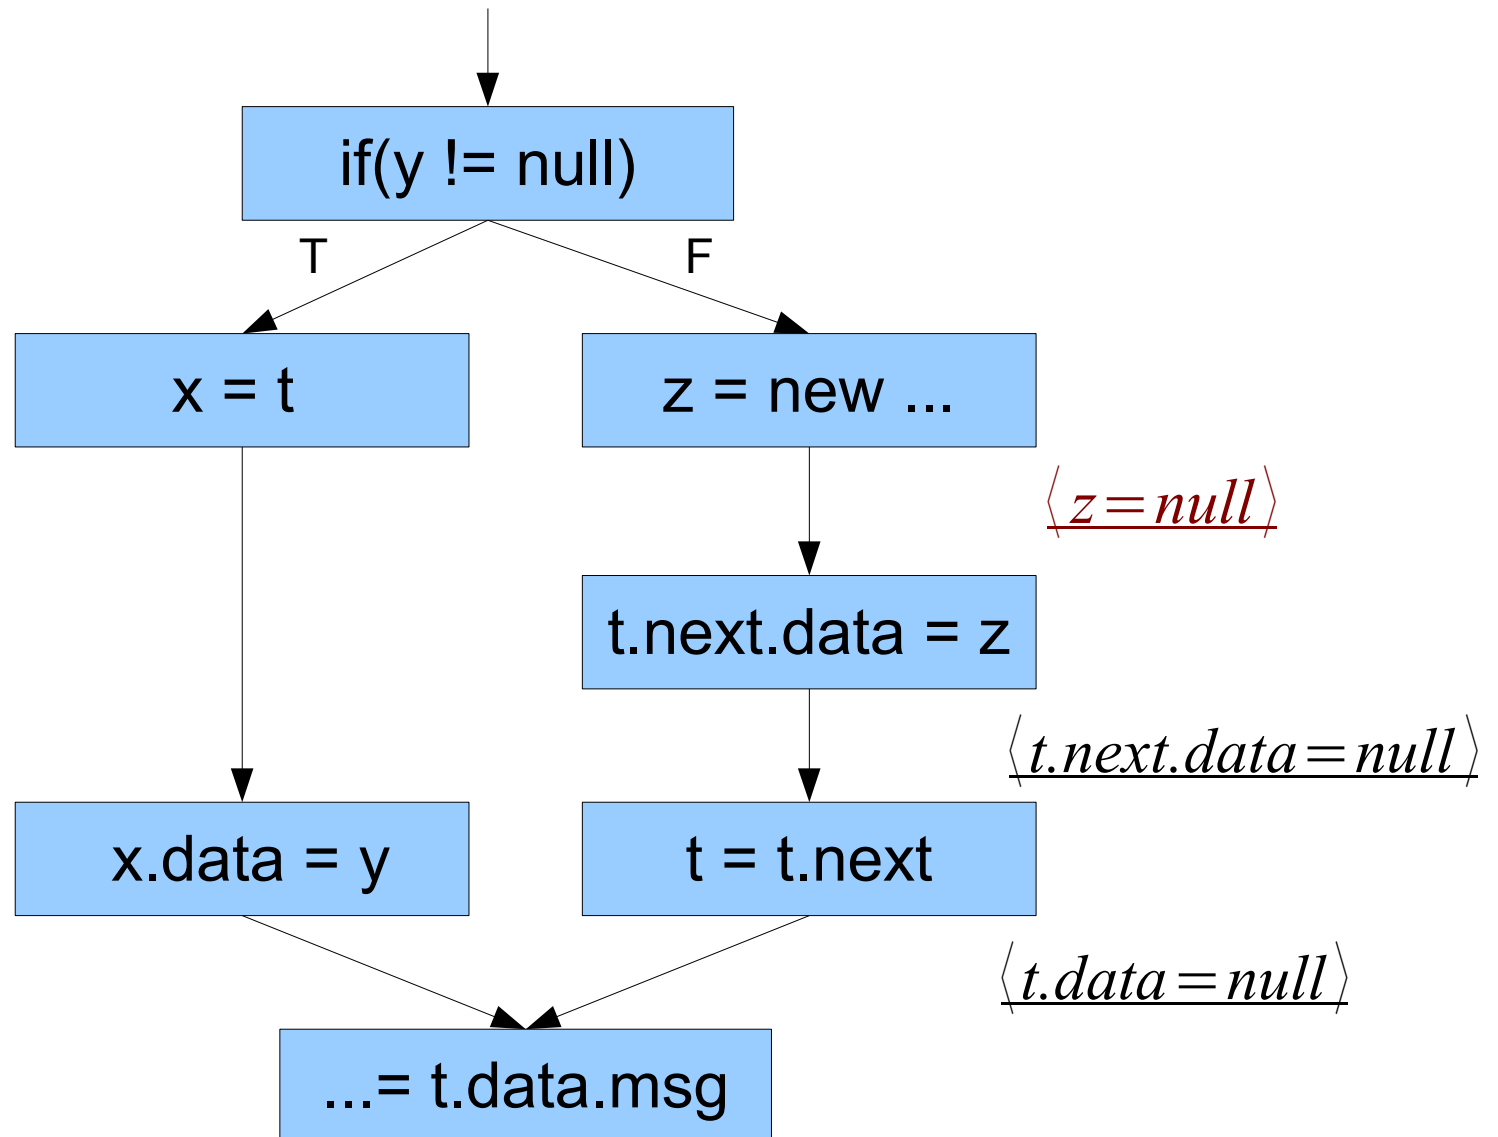 if(y != null)
T
F
x = t
z = new ...
⟨z=null⟩
t.next.data = z
⟨t.next.data=null⟩
x.data = y
t = t.next
⟨t.data=null⟩
...= t.data.msg